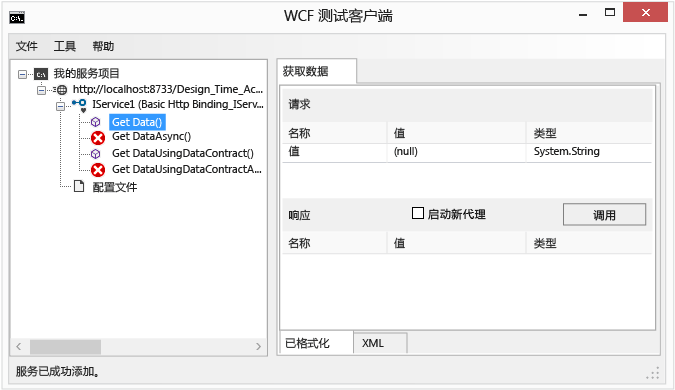 WCF 测试客户端
文件 工具 帮助
我的服务项目
http://localhost:8733/Design_Time_Ac...
IService1 (Basic Http Binding_IServ...
Get Data()
Get DataAsync()
Get DataUsingDataContract()
Get DataUsingDataContractA...
配置文件
获取数据
请求
名称 值 类型
值 (null) System.String
响应 启动新代理 调用
名称 值 类型
已格式化 XML
服务已成功添加。